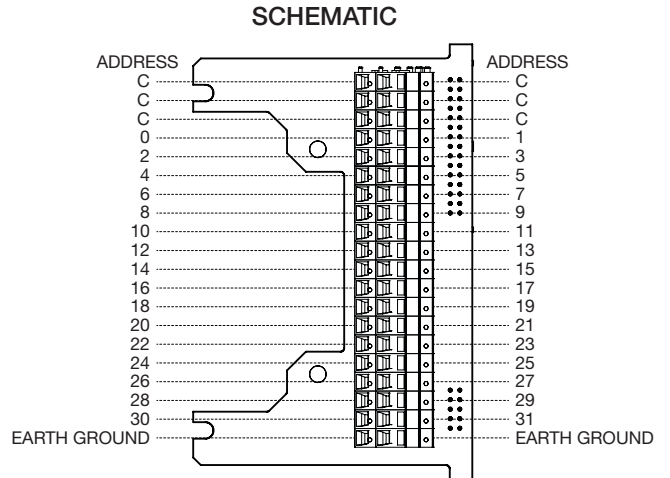 SCHEMATIC
ADDRESS ADDRESS
C C
C C
C C
0 1
2 3
4 5
6 7
8 9
10 11
12 13
14 15
16 17
18 19
20 21
22 23
24 25
26 27
28 29
30 31
EARTH GROUND EARTH GROUND